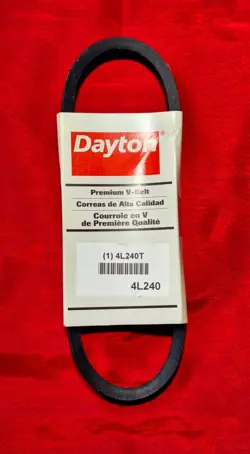 Dayton
Premium V-Belt
Correas de Alta Calidad
Courroie en V
de Première Qualité
(1) 4L240T
4L240